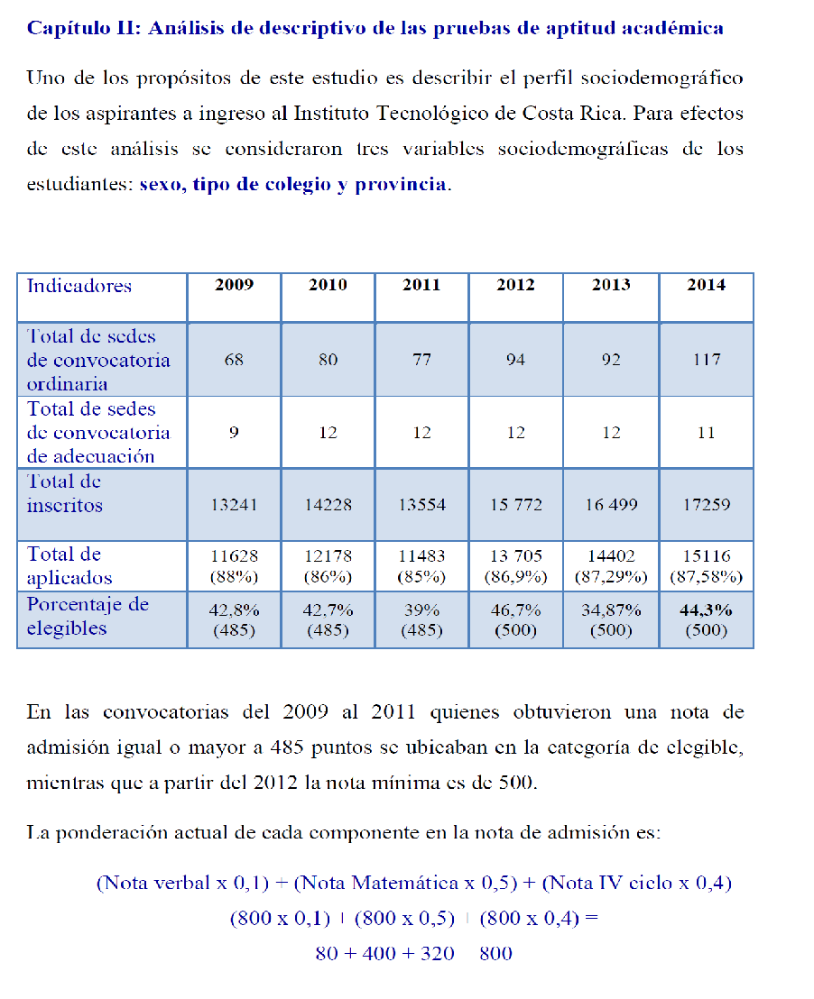 Capítulo II: Análisis de descriptivo de las pruebas de aptitud académica
Uno de los propósitos de este estudio es describir el perfil sociodemográfico
de los aspirantes a ingreso al Instituto Tecnológico de Costa Rica. Para efectos
de este análisis se consideraron tres variables sociodemográficas de los
estudiantes: sexo, tipo de colegio y provincia.
Indicadores 2009 2010 2011 2012 2013 2014
Total de sedes
de convocatoria 68 80 77 94 92 117
ordinaria
Total de sedes
de convocatoria 9 12 12 12 12 11
de adecuación
Total de
inscritos 13241 14228 13554 15 772 16 499 17259
Total de 11628 12178 11483 13 705 14402 15116
aplicados (88%) (86%) (85%) (86,9%) (87,29%) (87,58%)
Porcentaje de 42,8% 42,7% 39% 46,7% 34,87% 44,3%
elegibles (485) (485) (485) (500) (500) (500)
En las convocatorias del 2009 al 2011 quienes obtuvieron una nota de
admisión igual o mayor a 485 puntos se ubicaban en la categoría de elegible,
mientras que a partir del 2012 la nota mínima es de 500.
La ponderación actual de cada componente en la nota de admisión es:
(Nota verbal x 0,1) + (Nota Matemática x 0,5) + (Nota IV ciclo x 0,4)
(800 x 0,1) + (800 x 0,5) + (800 x 0,4) =
80 + 400 + 320 800